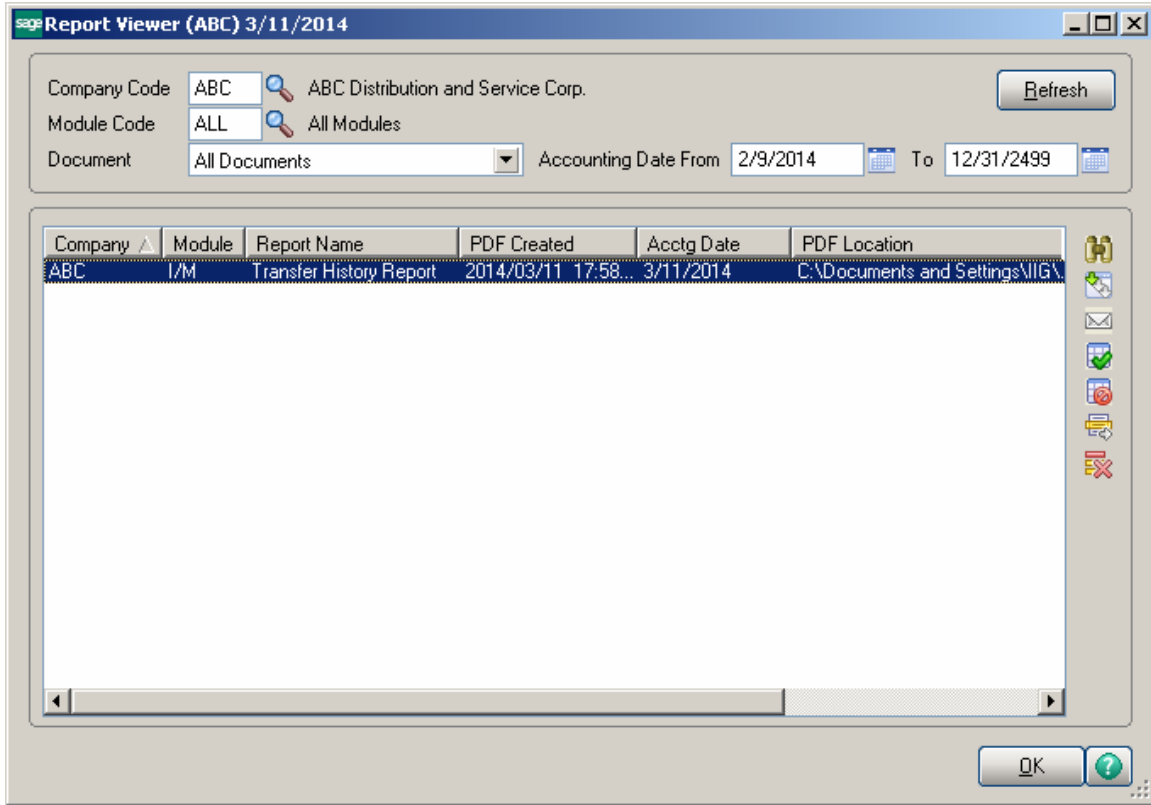 sage Report Viewer (ABC) 3/11/2014
Company Code ABC ABC Distribution and Service Corp. Refresh
Module Code ALL All Modules
Document All Documents Accounting Date From 2/9/2014 To 12/31/2499
Company Module Report Name PDF Created Acctg Date PDF Location
ABC I/M Transfer History Report 2014/03/11 17:58... 3/11/2014 C:\Documents and Settings\IIG\.
OK ?